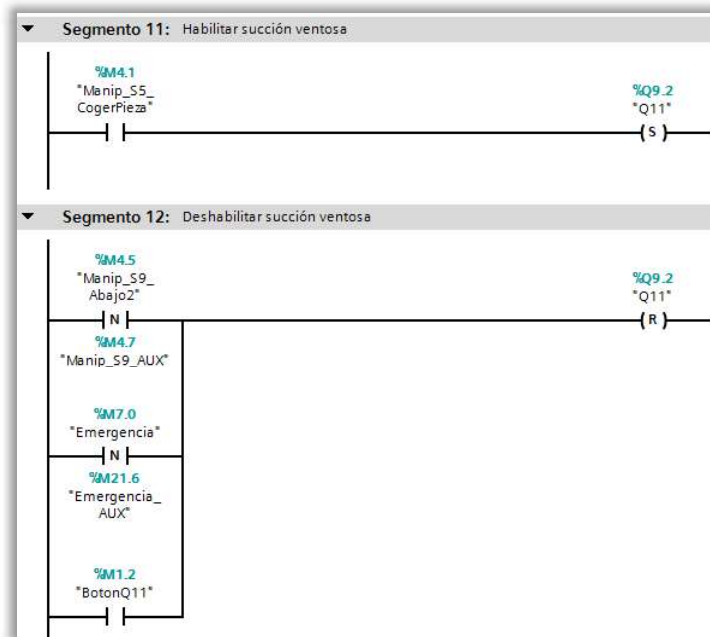 Segmento 11: Habilitar succión ventosa
%M4.1
"Manip_S5_
CogerPieza"
%Q9.2
"Q11"
S
Segmento 12: Deshabilitar succión ventosa
%M4.5
"Manip_S9_
Abajo2"
%Q9.2
"Q11"
N
R
%M4.7
"Manip_S9_AUX"
%M7.0
"Emergencia"
N
%M21.6
"Emergencia_
AUX"
%M1.2
"BotonQ11"